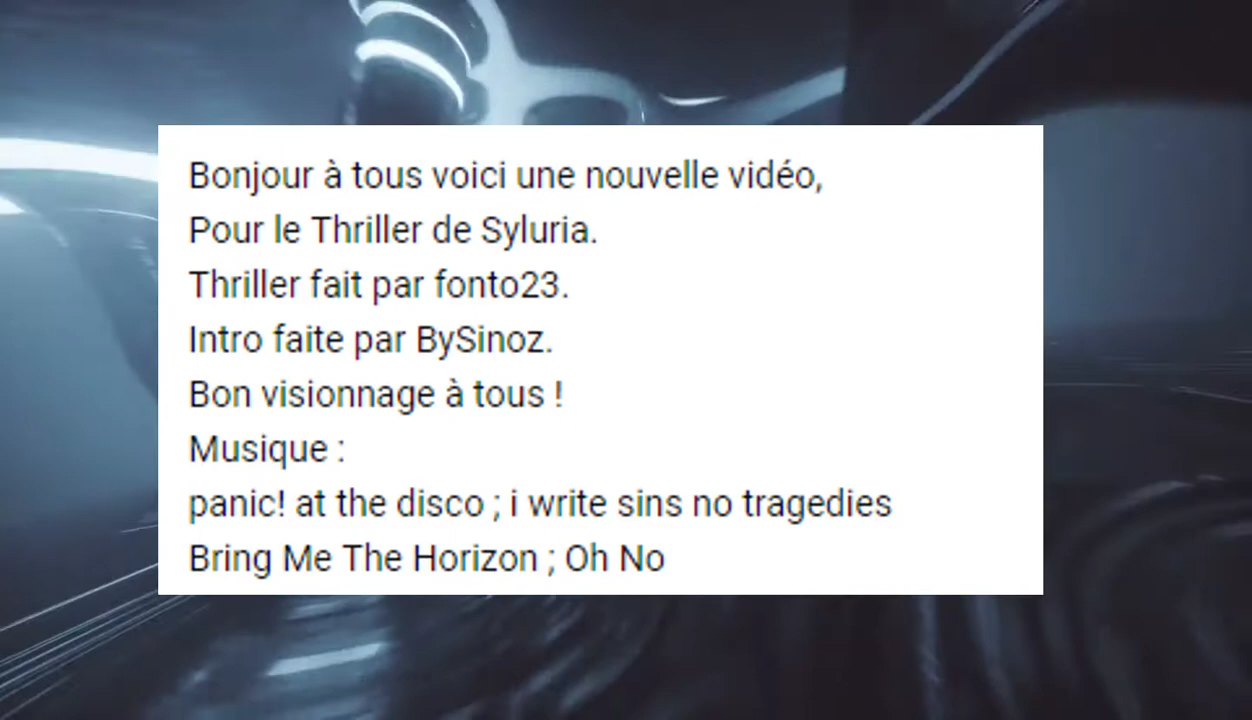 Bonjour à tous voici une nouvelle vidéo,
Pour le Thriller de Syluria.
Thriller fait par fonto23.
Intro faite par BySinoz.
Bon visionnage à tous !
Musique :
panic! at the disco ; i write sins no tragedies
Bring Me The Horizon ; Oh No